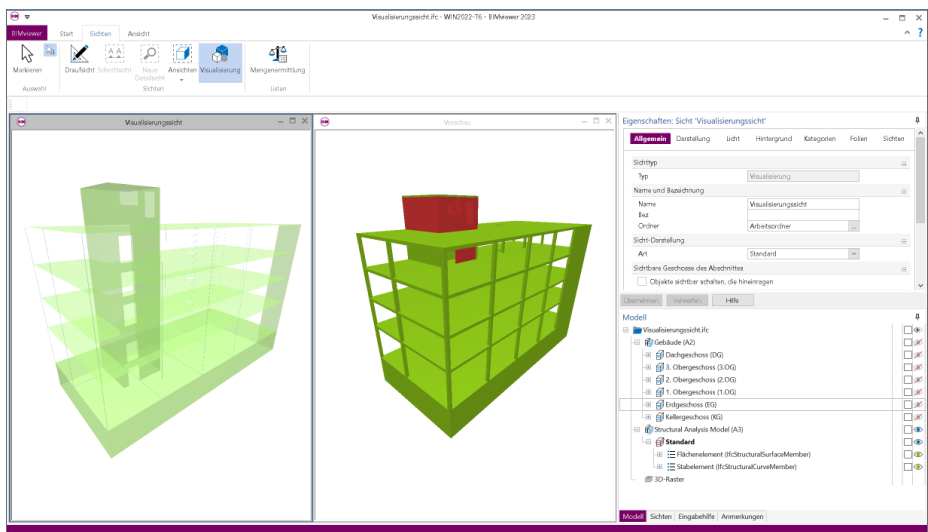 Visualisierungssicht.ifc - WIN2022-T6 - BIMviewer 2023
BIMviewer Start Sichten Ansicht
Markieren Draufsicht Schnittsicht Neue Detailsicht Ansichten Visualisierung Mengenermittlung
Auswahl Sichten Listen
Visualisierungssicht
Vorschau
Eigenschaften: Sicht 'Visualisierungssicht'
Allgemein Darstellung Licht Hintergrund Kategorien Folien Sichten
Sichttyp
Typ Visualisierung
Name und Bezeichnung
Name Visualisierungssicht
Bez
Ordner Arbeitsordner ...
Sicht-Darstellung
Art Standard
Sichtbare Geschosse des Abschnittes
Objekte sichtbar schalten, die hineinragen
Übernehmen Verwerfen Hilfe
Modell
Visualisierungssicht.ifc
Gebäude (A2)
Dachgeschoss (DG)
3. Obergeschoss (3.OG)
2. Obergeschoss (2.OG)
1. Obergeschoss (1.OG)
Erdgeschoss (EG)
Kellergeschoss (KG)
Structural Analysis Model (A3)
Standard
Flächenelement (IfcStructuralSurfaceMember)
Stabelement (IfcStructuralCurveMember)
3D-Raster
Modell Sichten Eingabehilfe Anmerkungen